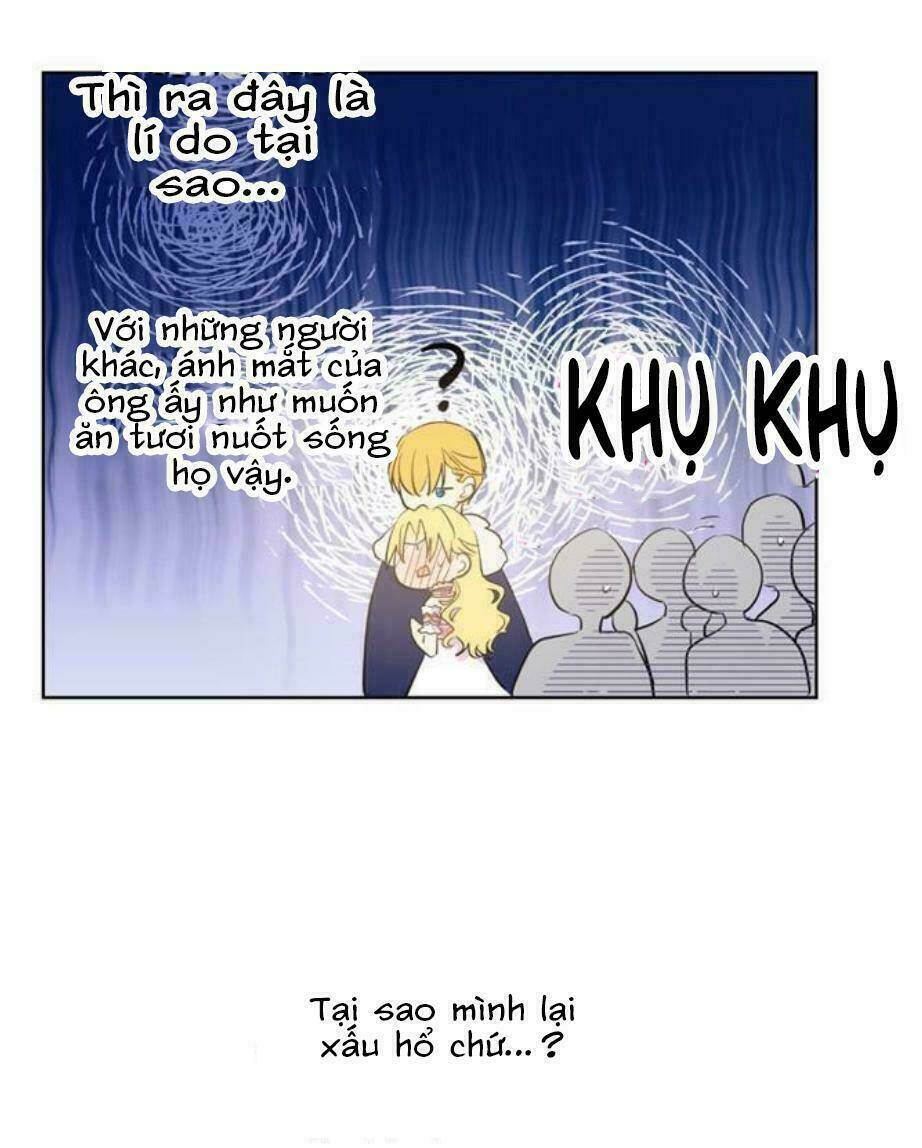 Thì ra đây là
lí do tại
sao...
Với những người
khác, ánh mắt của
ông ấy như muốn
ăn tươi nuốt sống
họ vậy.
?
KHỤ KHỤ
Tại sao mình lại
xấu hổ chứ...?